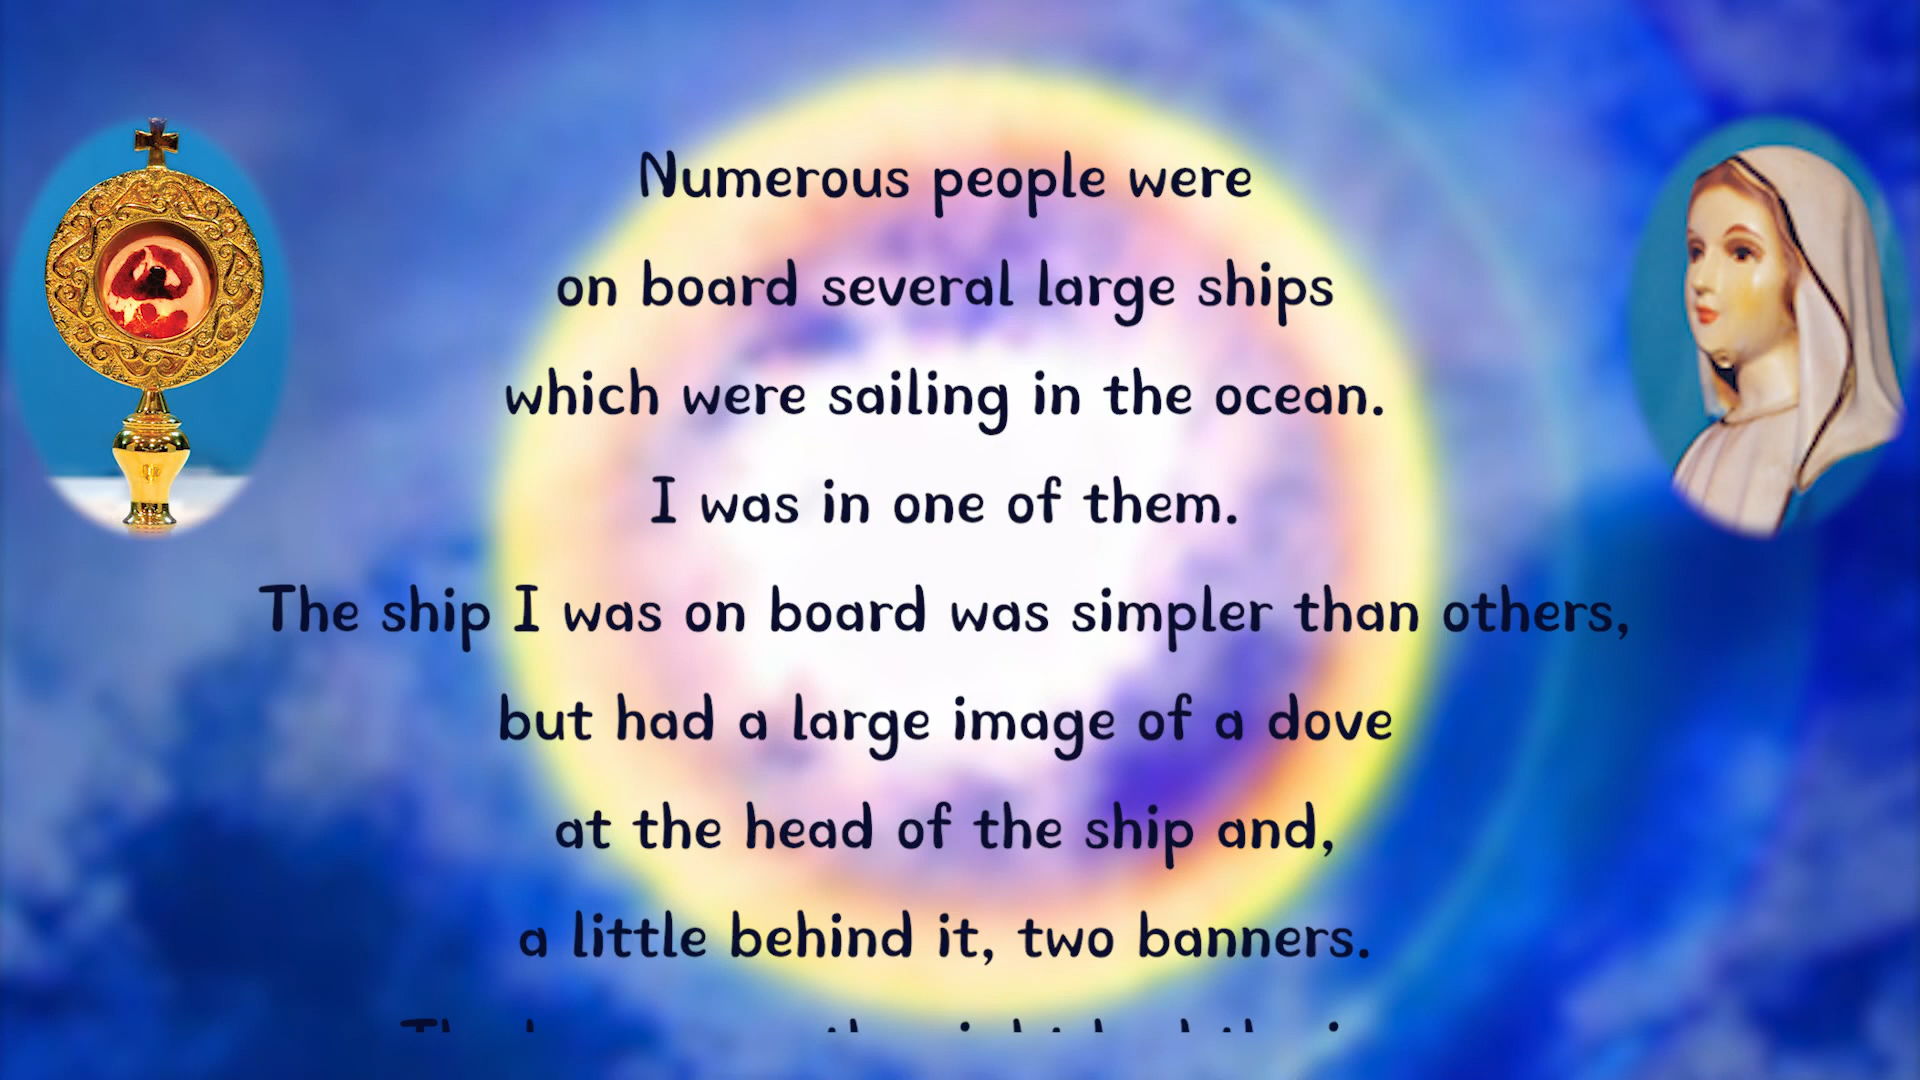 Numerous people were
on board several large ships
which were sailing in the ocean.
I was in one of them.
The ship I was on board was simpler than others,
but had a large image of a dove
at the head of the ship and,
a little behind it, two banners.